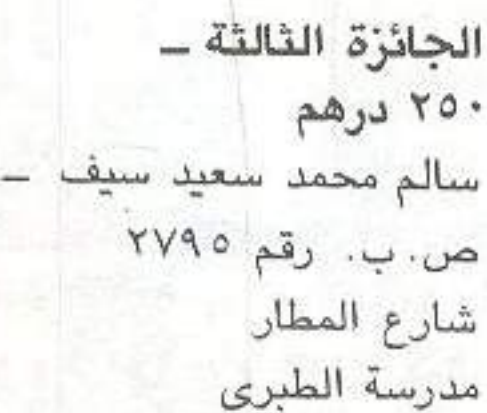 الجائزة الثالثة ـ
٢٥٠ درهم
سالم محمد سعيد سيف ـ
ص. ب. رقم ٢٧٩٥
شارع المطار
مدرسة الطبرى